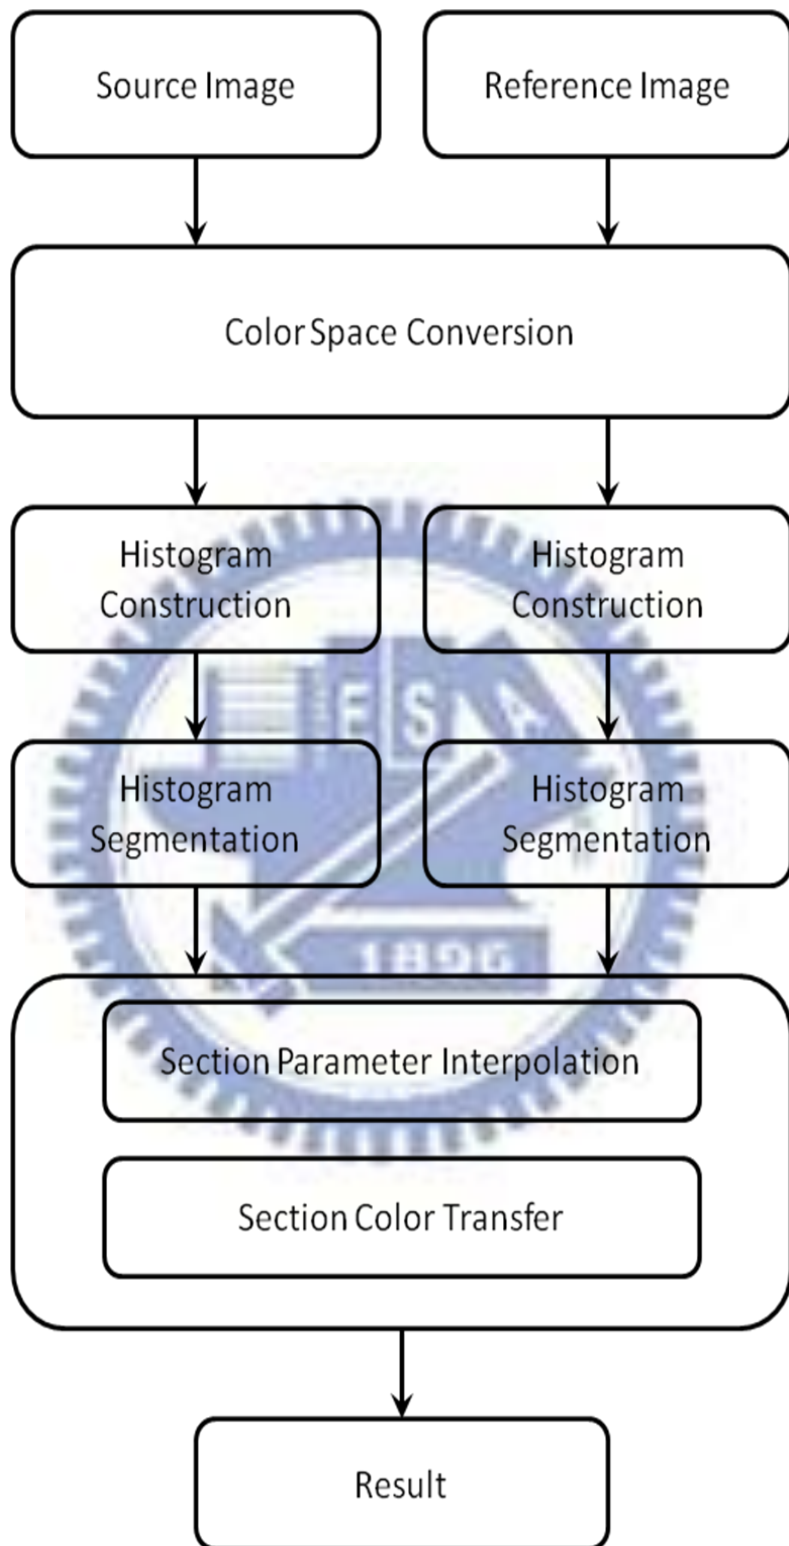 Source Image
Reference Image
Color Space Conversion
Histogram
Construction
Histogram
Construction
E S A
Histogram
Segmentation
Histogram
Segmentation
1896
Section Parameter Interpolation
Section Color Transfer
Result